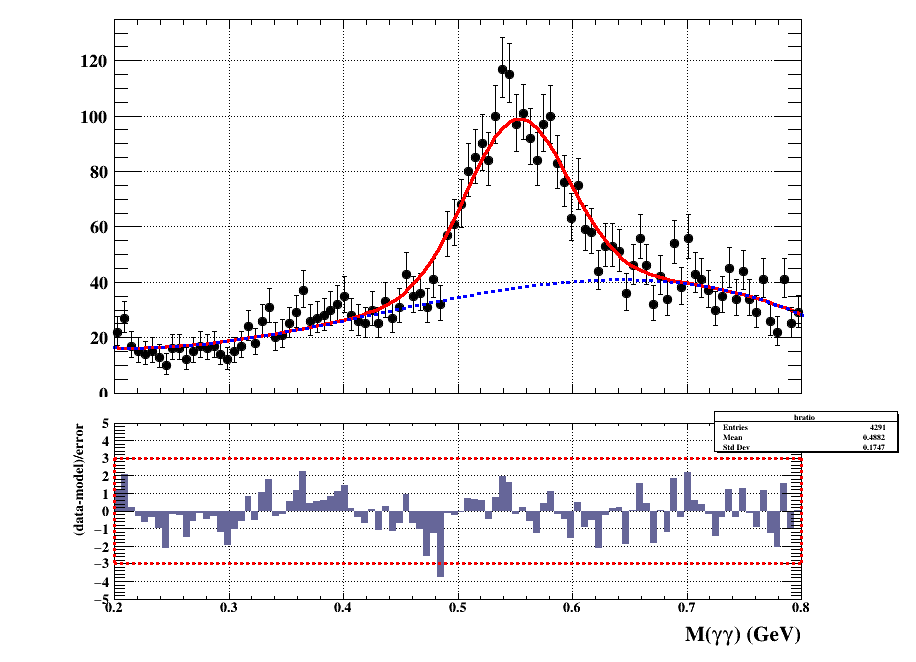 120
100
80
60
40
20
0
hratio
Entries 4291
Mean 0.4882
Std Dev 0.1747
(data-model)/error
5
4
3
2
1
0
−1
−2
−3
−4
−5
0.2 0.3 0.4 0.5 0.6 0.7 0.8
M(γγ) (GeV)